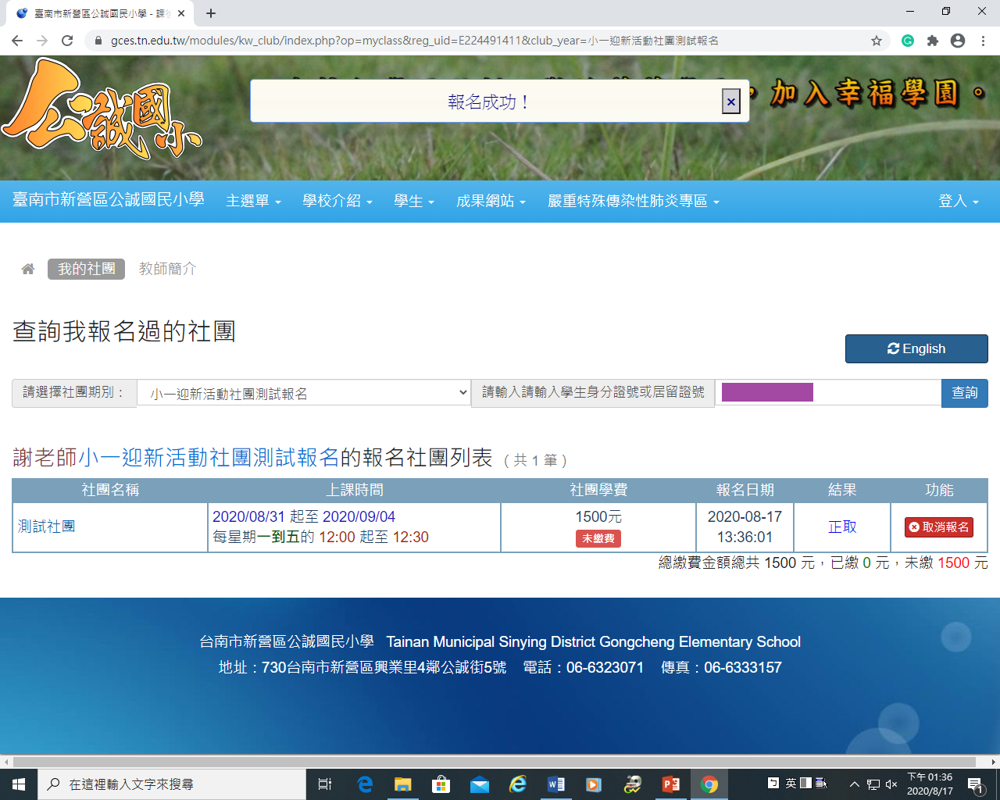 臺南市新營區公誠國民小學 - 課後
gces.tn.edu.tw/modules/kw_club/index.php?op=myclass&reg_uid=E224491411&club_year=小一迎新活動社團測試報名
公誠國小
，加入幸福學園。
報名成功！
×
臺南市新營區公誠國民小學 主選單 學校介紹 學生 成果網站 嚴重特殊傳染性肺炎專區 登入
我的社團 教師簡介
查詢我報名過的社團
English
請選擇社團期別： 小一迎新活動社團測試報名 請輸入請輸入學生身分證號或居留證號 查詢
謝老師小一迎新活動社團測試報名的報名社團列表（共 1 筆）
社團名稱 上課時間 社團學費 報名日期 結果 功能
測試社團
2020/08/31 起至 2020/09/04
每星期一到五的 12:00 起至 12:30
1500元
未繳費
2020-08-17
13:36:01
正取
取消報名
總繳費金額總共 1500 元，已繳 0 元，未繳 1500 元
台南市新營區公誠國民小學 Tainan Municipal Sinying District Gongcheng Elementary School
地址：730台南市新營區興業里4鄰公誠街5號 電話：06-6323071 傳真：06-6333157
在這裡輸入文字來搜尋
英
下午 01:36
2020/8/17
1